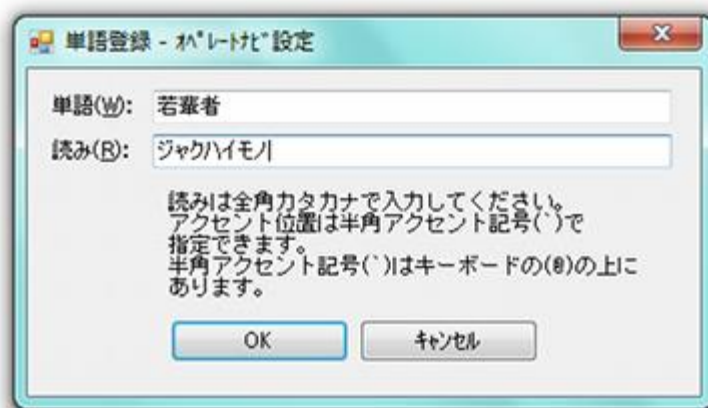 単語登録 - ｵﾍﾟﾚｰﾄﾅﾋﾞ設定
単語(W): 若輩者
読み(R): ジャクハイモノ
読みは全角カタカナで入力してください。
アクセント位置は半角アクセント記号(`)で
指定できます。
半角アクセント記号(`)はキーボードの(@)の上に
あります。
OK ｷｬﾝｾﾙ